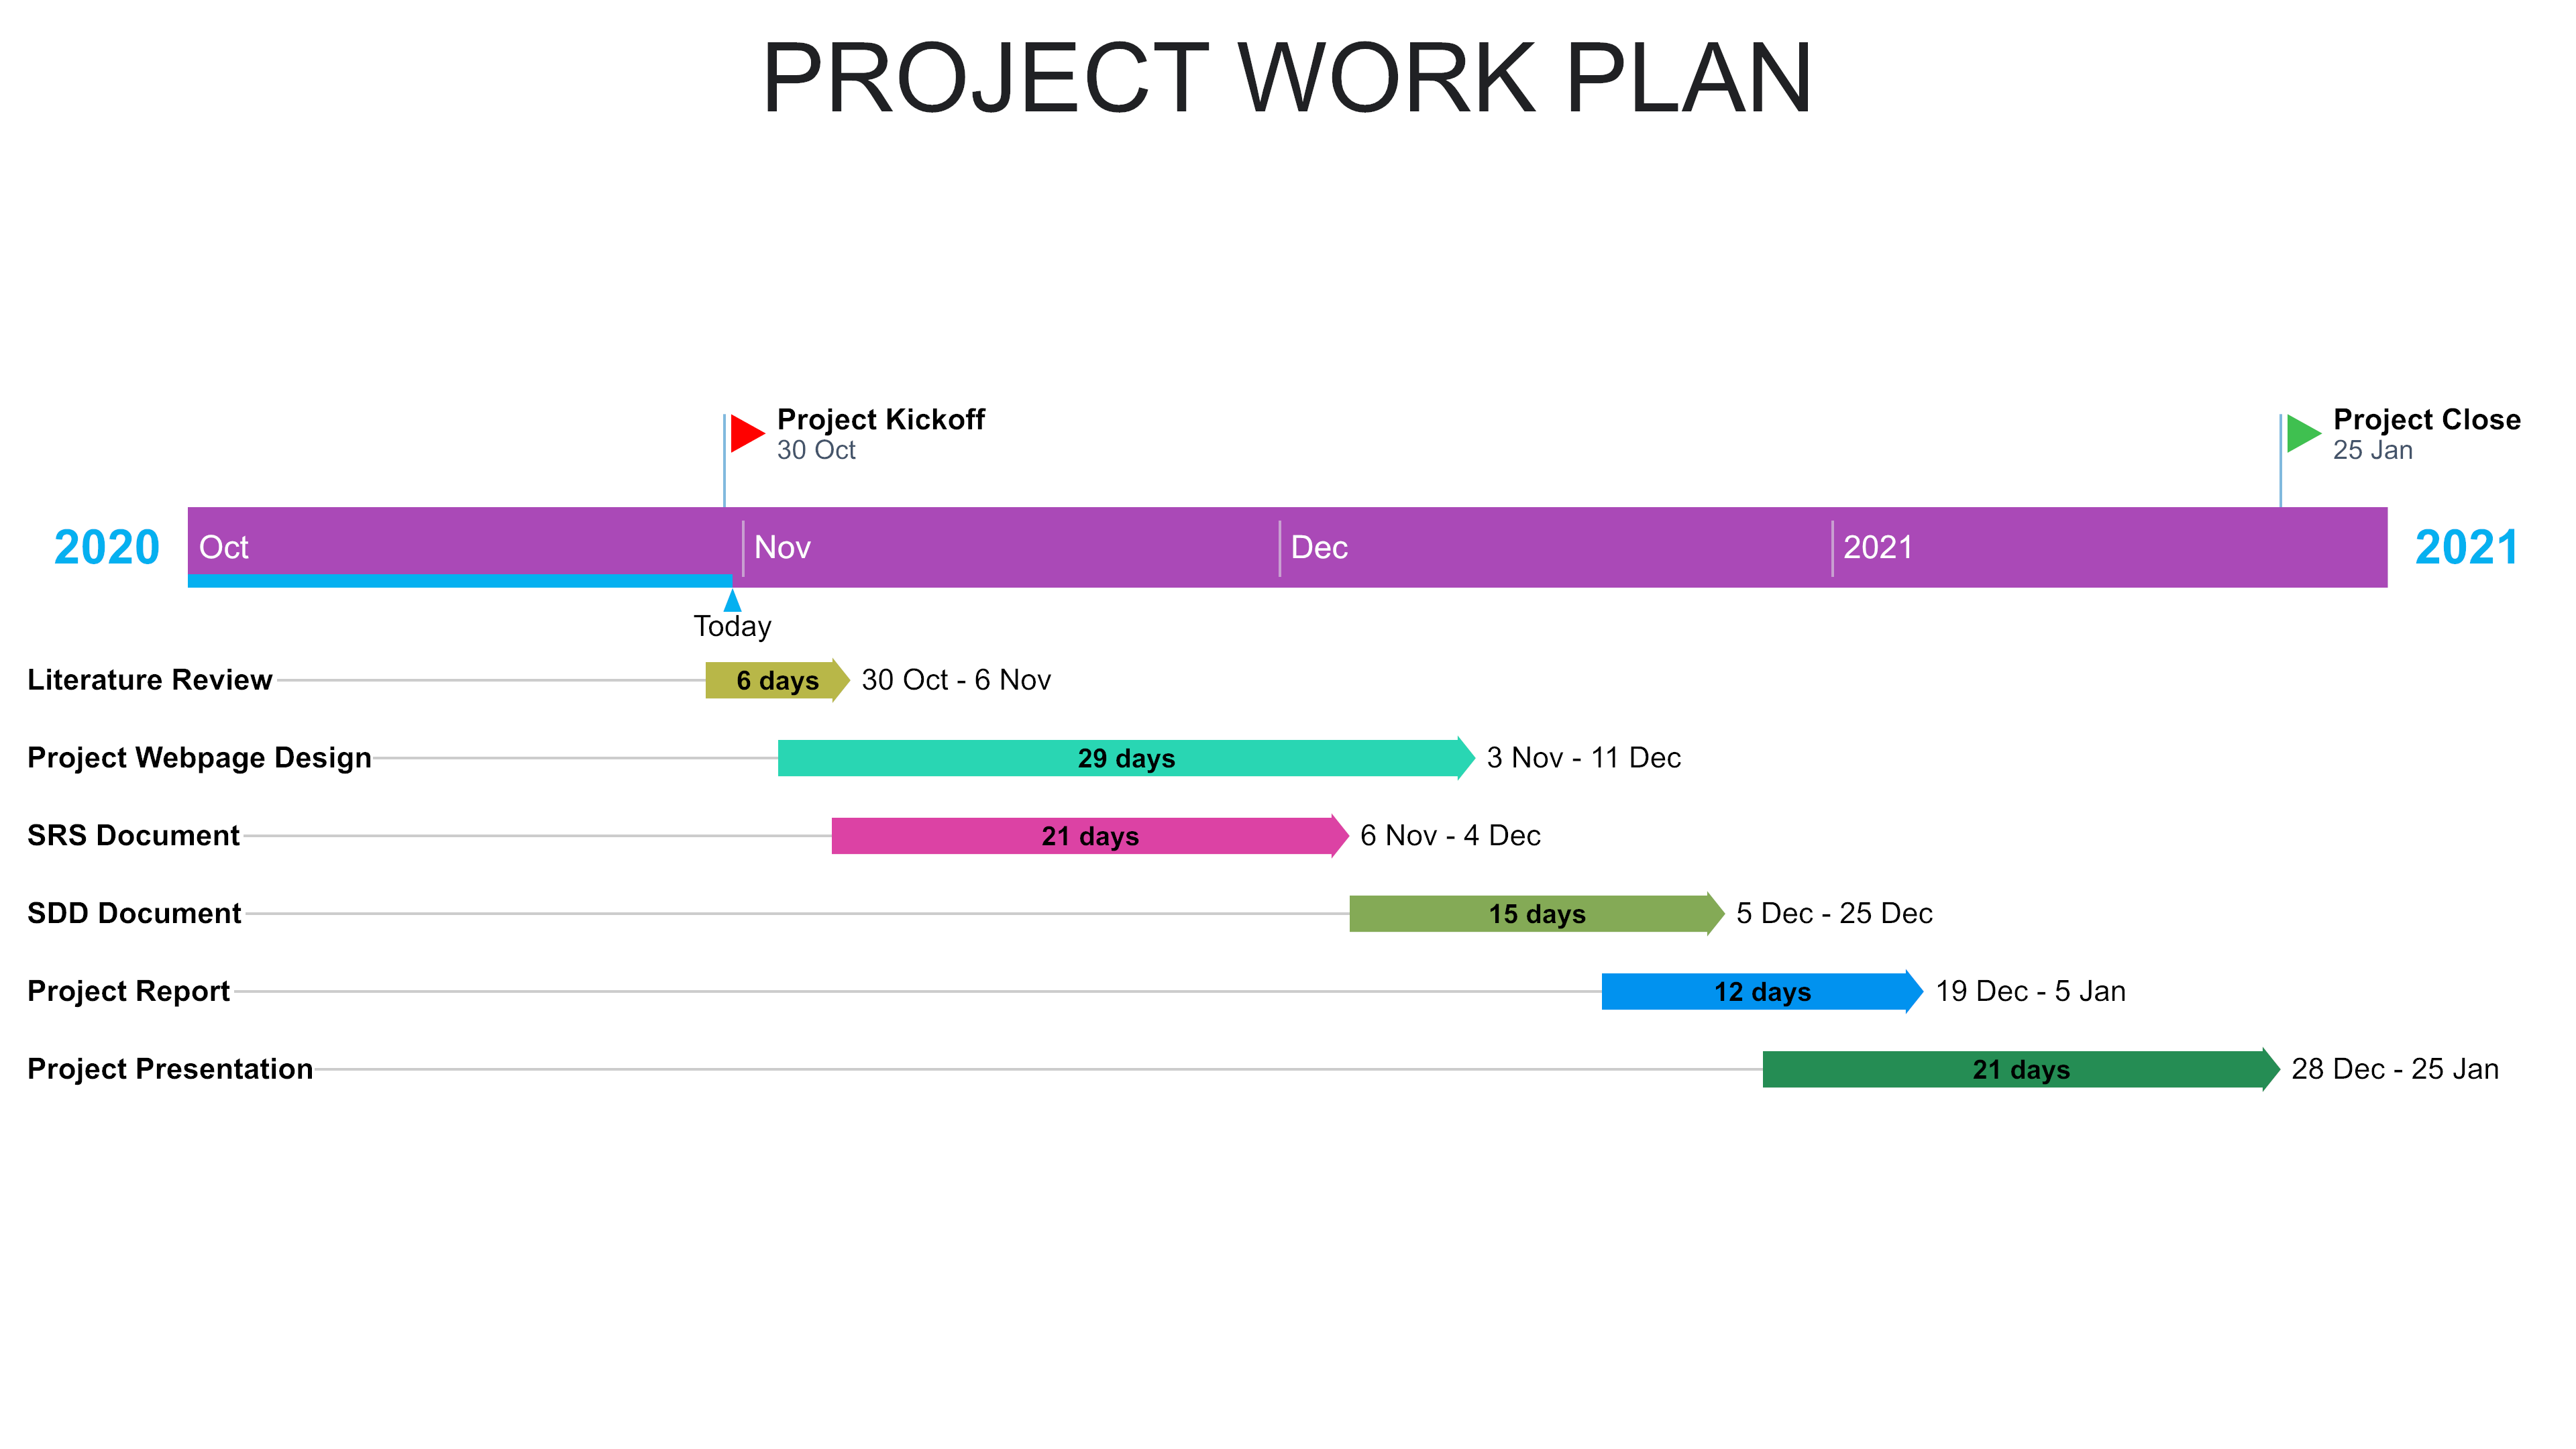 PROJECT WORK PLAN
Project Kickoff
30 Oct
Project Close
25 Jan
2020 Oct Nov Dec 2021 2021
Today
Literature Review 6 days 30 Oct - 6 Nov
Project Webpage Design 29 days 3 Nov - 11 Dec
SRS Document 21 days 6 Nov - 4 Dec
SDD Document 15 days 5 Dec - 25 Dec
Project Report 12 days 19 Dec - 5 Jan
Project Presentation 21 days 28 Dec - 25 Jan